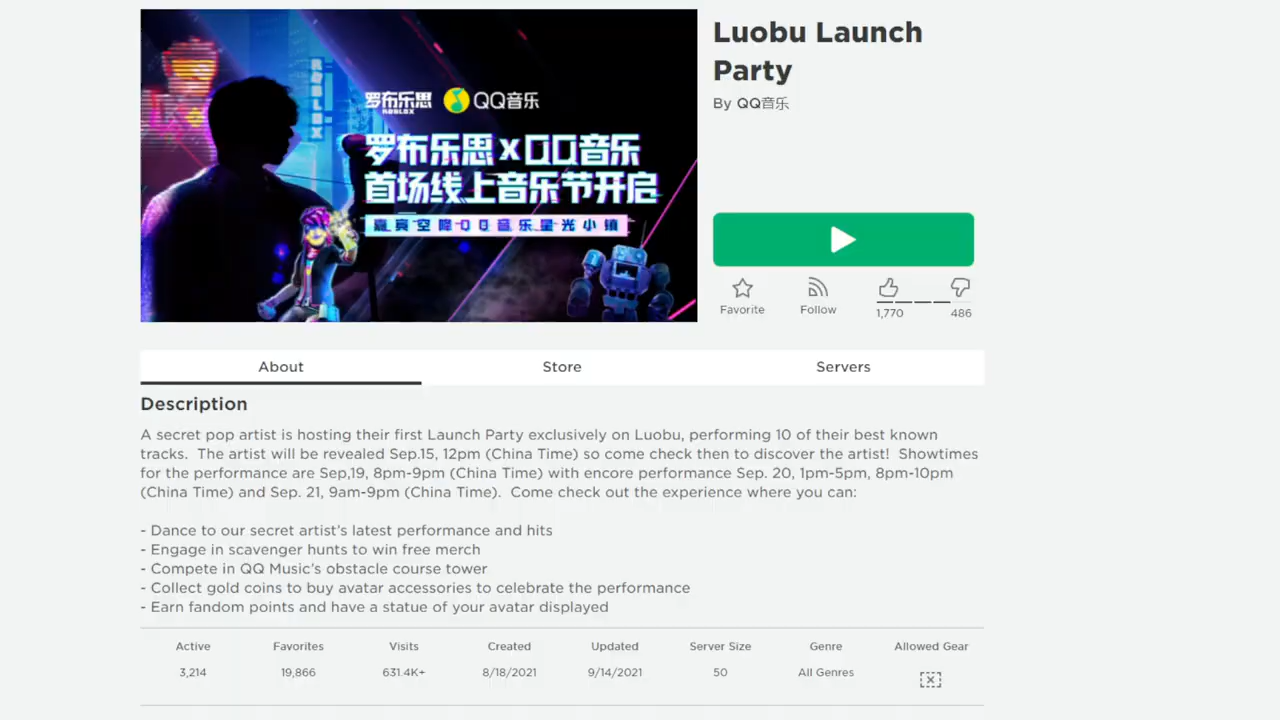 罗布乐思
ROBLOX
QQ音乐
ROBLOX
罗布乐思XQQ音乐
首场线上音乐节开启
嘉宾空降QQ音乐星光小镇
Luobu Launch
Party
By QQ音乐
Favorite
Follow
1,770
486
About
Store
Servers
Description
A secret pop artist is hosting their first Launch Party exclusively on Luobu, performing 10 of their best known
tracks.  The artist will be revealed Sep.15, 12pm (China Time) so come check then to discover the artist!  Showtimes
for the performance are Sep,19, 8pm-9pm (China Time) with encore performance Sep. 20, 1pm-5pm, 8pm-10pm
(China Time) and Sep. 21, 9am-9pm (China Time).  Come check out the experience where you can:
- Dance to our secret artist's latest performance and hits
- Engage in scavenger hunts to win free merch
- Compete in QQ Music's obstacle course tower
- Collect gold coins to buy avatar accessories to celebrate the performance
- Earn fandom points and have a statue of your avatar displayed
Active Favorites Visits Created Updated Server Size Genre Allowed Gear
3,214 19,866 631.4K+ 8/18/2021 9/14/2021 50 All Genres